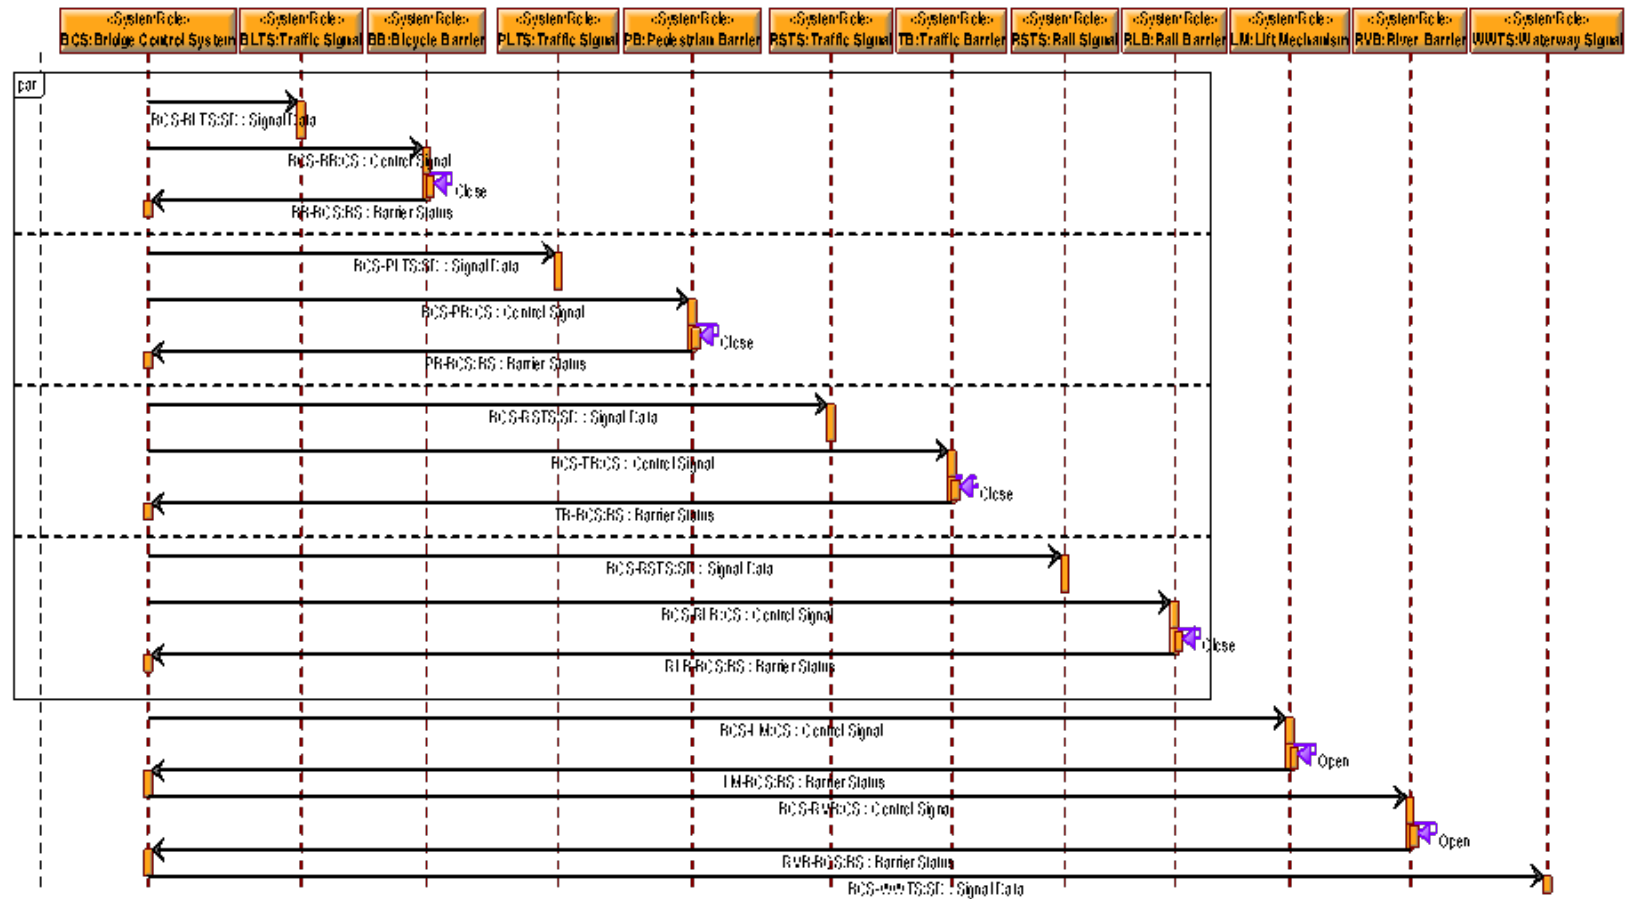 «SystemRole» «SystemRole» «SystemRole» «SystemRole» «SystemRole» «SystemRole» «SystemRole» «SystemRole» «SystemRole» «SystemRole» «SystemRole» «SystemRole»
BCS:Bridge Control System BLTS:Traffic Signal BB:Bicycle Barrier PLTS:Traffic Signal PB:Pedestrian Barrier RSTS:Traffic Signal TB:Traffic Barrier RSTS:Rail Signal RLB:Rail Barrier LM:Lift Mechanism RVB:River Barrier WWTS:Waterway Signal
par
BCS-BLTS:SD : Signal Data
BCS-BB:CS : Control Signal
Close
BB-BCS:BS : Barrier Status
BCS-PLTS:SD : Signal Data
BCS-PB:CS : Control Signal
Close
PB-BCS:BS : Barrier Status
BCS-RSTS:SD : Signal Data
BCS-TB:CS : Control Signal
Close
TB-BCS:BS : Barrier Status
BCS-RSTS:SD : Signal Data
BCS-RLB:CS : Control Signal
Close
RLB-BCS:BS : Barrier Status
BCS-LM:CS : Control Signal
Open
LM-BCS:BS : Barrier Status
BCS-RVB:CS : Control Signal
Open
RVB-BCS:BS : Barrier Status
BCS-WWTS:SD : Signal Data